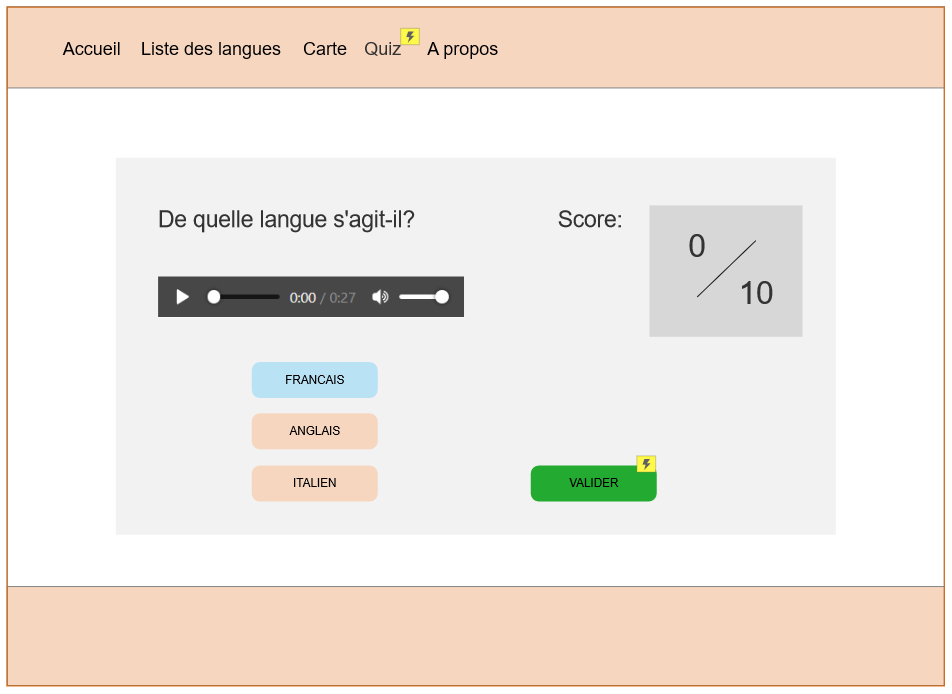 Accueil Liste des langues Carte Quiz A propos
De quelle langue s'agit-il? Score:
0
10
0:00 / 0:27
FRANCAIS
ANGLAIS
ITALIEN VALIDER